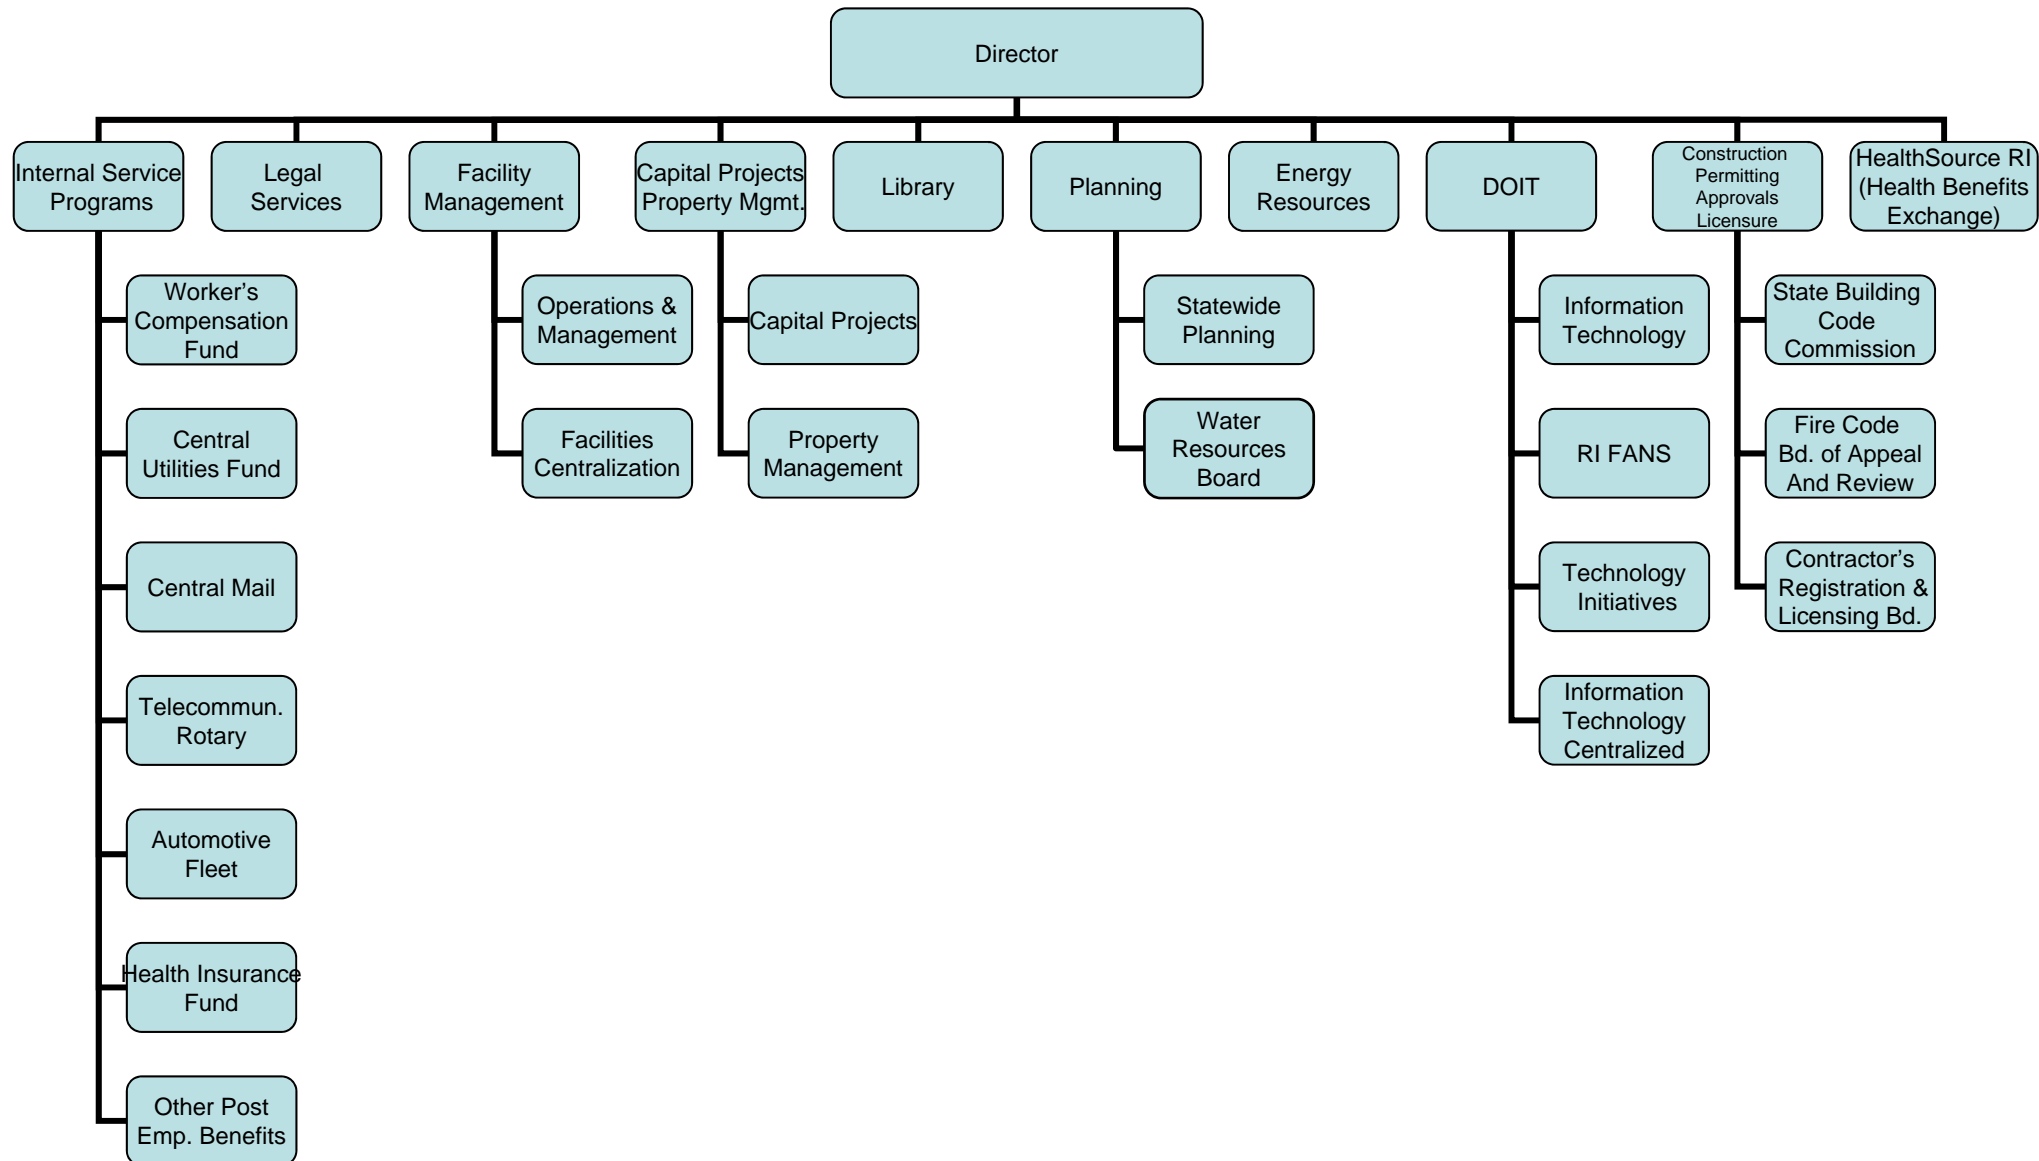 Director
Internal Service
Programs
Legal
Services
Facility
Management
Capital Projects
Property Mgmt.
Library
Planning
Energy
Resources
DOIT
Construction
Permitting
Approvals
Licensure
HealthSource RI
(Health Benefits
Exchange)
Worker’s
Compensation
Fund
Operations &
Management
Capital Projects
Statewide
Planning
Information
Technology
State Building
Code
Commission
Central
Utilities Fund
Facilities
Centralization
Property
Management
Water
Resources
Board
RI FANS
Fire Code
Bd. of Appeal
And Review
Central Mail
Technology
Initiatives
Contractor’s
Registration &
Licensing Bd.
Telecommun.
Rotary
Information
Technology
Centralized
Automotive
Fleet
Health Insurance
Fund
Other Post
Emp. Benefits